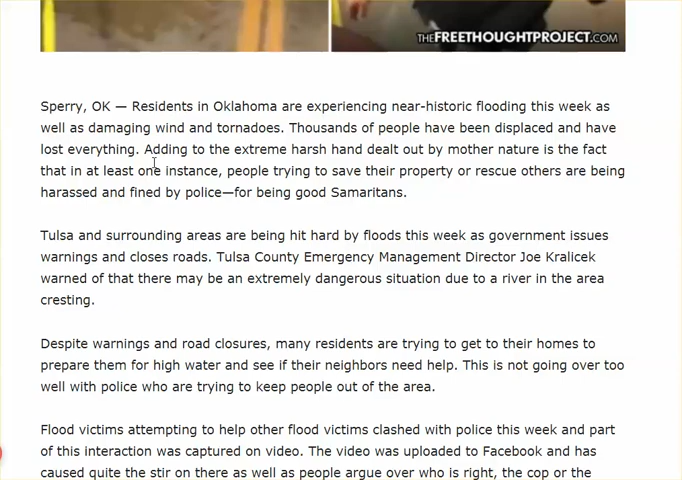 THEFREETHOUGHTPROJECT.COM
Sperry, OK — Residents in Oklahoma are experiencing near-historic flooding this week as
well as damaging wind and tornadoes. Thousands of people have been displaced and have
lost everything. Adding to the extreme harsh hand dealt out by mother nature is the fact
that in at least one instance, people trying to save their property or rescue others are being
harassed and fined by police—for being good Samaritans.
Tulsa and surrounding areas are being hit hard by floods this week as government issues
warnings and closes roads. Tulsa County Emergency Management Director Joe Kralicek
warned of that there may be an extremely dangerous situation due to a river in the area
cresting.
Despite warnings and road closures, many residents are trying to get to their homes to
prepare them for high water and see if their neighbors need help. This is not going over too
well with police who are trying to keep people out of the area.
Flood victims attempting to help other flood victims clashed with police this week and part
of this interaction was captured on video. The video was uploaded to Facebook and has
caused quite the stir on there as well as people argue over who is right, the cop or the